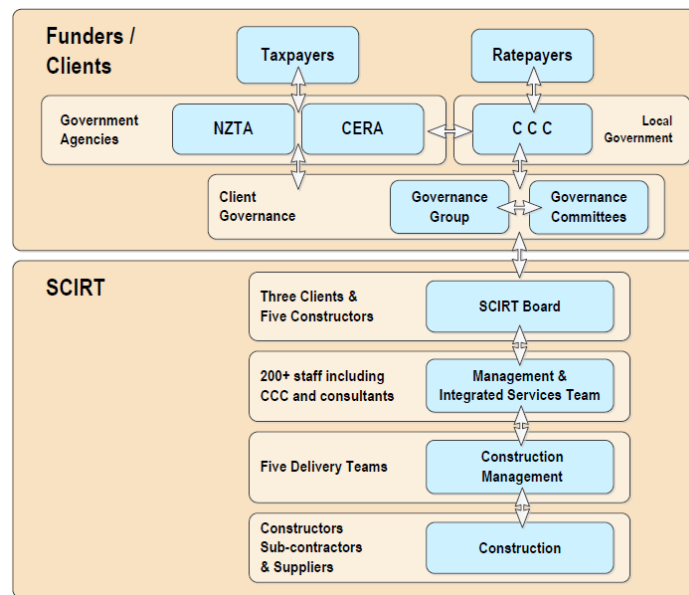 Funders /
Clients
Taxpayers
Ratepayers
Government
Agencies
NZTA
CERA
C C C
Local
Government
Client
Governance
Governance
Group
Governance
Committees
SCIRT
Three Clients &
Five Constructors
SCIRT Board
200+ staff including
CCC and consultants
Management &
Integrated Services Team
Five Delivery Teams
Construction
Management
Constructors
Sub-contractors
& Suppliers
Construction